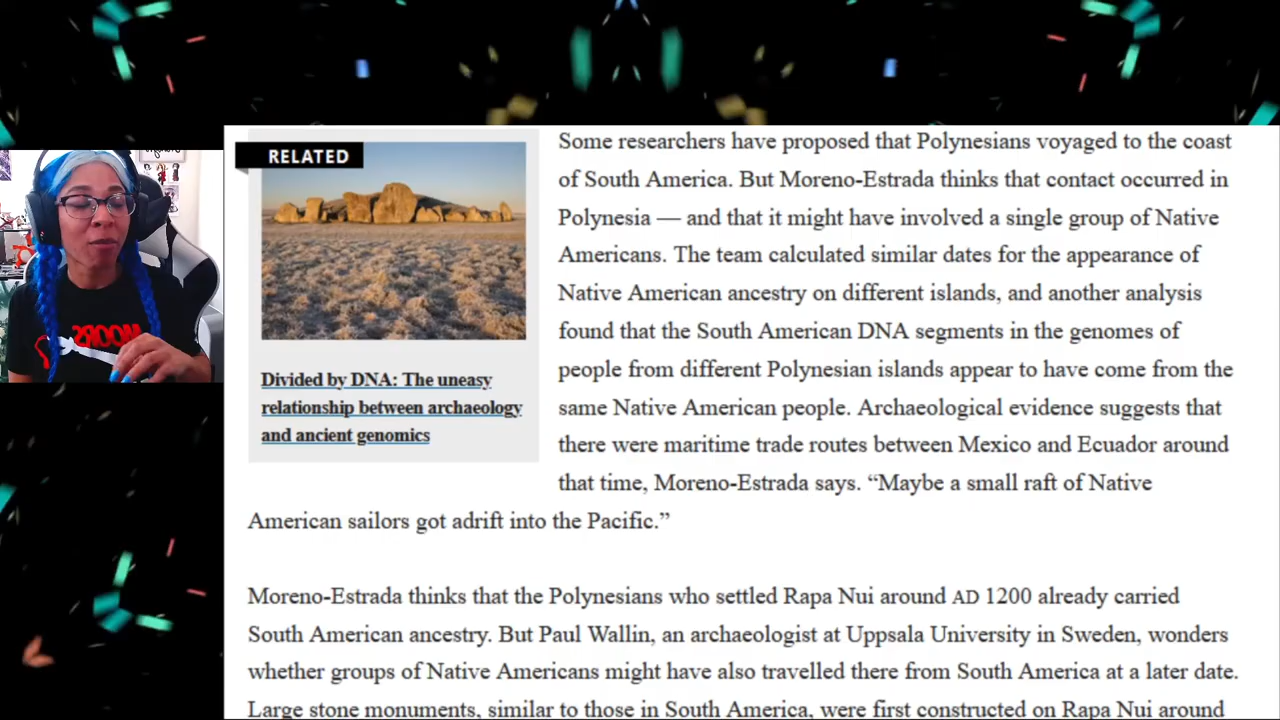 RELATED
Divided by DNA: The uneasy
relationship between archaeology
and ancient genomics
Some researchers have proposed that Polynesians voyaged to the coast
of South America. But Moreno-Estrada thinks that contact occurred in
Polynesia — and that it might have involved a single group of Native
Americans. The team calculated similar dates for the appearance of
Native American ancestry on different islands, and another analysis
found that the South American DNA segments in the genomes of
people from different Polynesian islands appear to have come from the
same Native American people. Archaeological evidence suggests that
there were maritime trade routes between Mexico and Ecuador around
that time, Moreno-Estrada says. “Maybe a small raft of Native
American sailors got adrift into the Pacific.”
Moreno-Estrada thinks that the Polynesians who settled Rapa Nui around AD 1200 already carried
South American ancestry. But Paul Wallin, an archaeologist at Uppsala University in Sweden, wonders
whether groups of Native Americans might have also travelled there from South America at a later date.
Large stone monuments, similar to those in South America, were first constructed on Rapa Nui around
MOORS